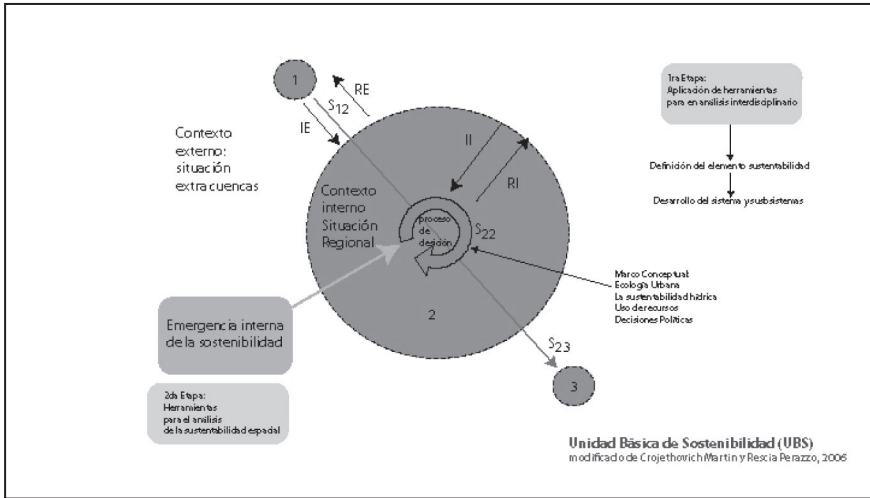 1
RE
S12
IE
Contexto
externo:
situación
extra cuencas
II
RI
Contexto
interno
Situación
Regional
proceso
de
decisión
S22
2
S23
3
Emergencia interna
de la sostenibilidad
2da Etapa:
Herramientas
para el análisis
de la sustentabilidad espacial
1ra Etapa:
Aplicación de herramientas
para en análisis interdisciplinario
Definición del elemento sustentabilidad
Desarrollo del sistema y susbsistemas
Marco Conceptual:
Ecología Urbana
La sustentabilidad hídrica
Uso de recursos
Decisiones Políticas
Unidad Básica de Sostenibilidad (UBS)
modificado de Crojethovich Martin y Rescia Perazzo, 2006